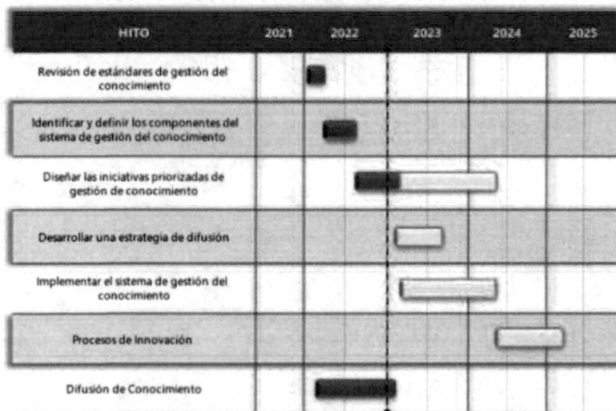 HITO 2021 2022 2023 2024 2025
Revisión de estándares de gestión del
conocimiento
Identificar y definir los componentes del
sistema de gestión del conocimiento
Diseñar las iniciativas priorizadas de
gestión de conocimiento
Desarrollar una estrategia de difusión
Implementar el sistema de gestión del
conocimiento
Procesos de Innovación
Difusión de Conocimiento